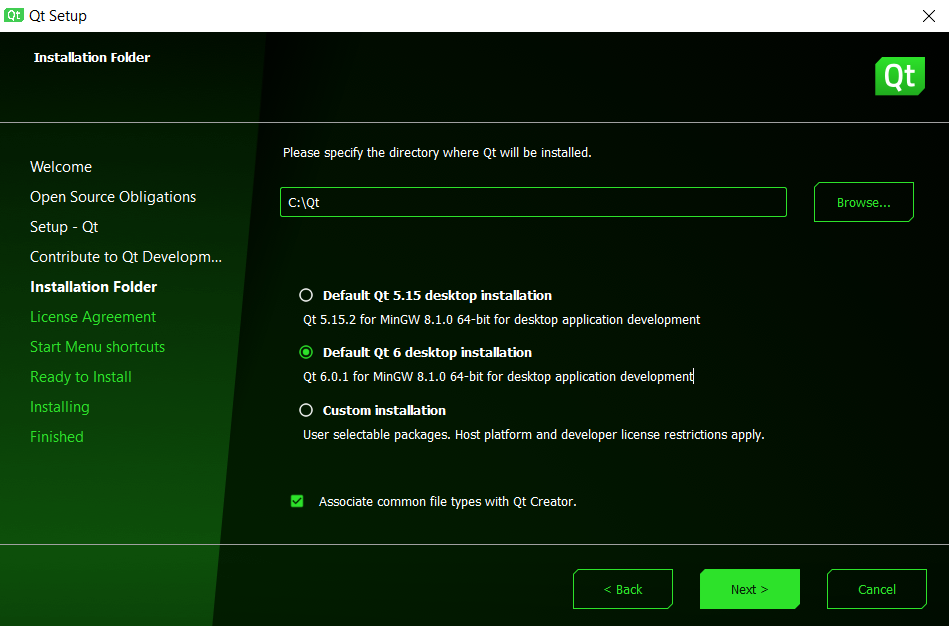 Qt Qt Setup
Installation Folder
Qt
Welcome
Open Source Obligations
Setup - Qt
Contribute to Qt Developm...
Installation Folder
License Agreement
Start Menu shortcuts
Ready to Install
Installing
Finished
Please specify the directory where Qt will be installed.
C:\Qt
Browse...
Default Qt 5.15 desktop installation
Qt 5.15.2 for MinGW 8.1.0 64-bit for desktop application development
Default Qt 6 desktop installation
Qt 6.0.1 for MinGW 8.1.0 64-bit for desktop application development
Custom installation
User selectable packages. Host platform and developer license restrictions apply.
Associate common file types with Qt Creator.
< Back
Next >
Cancel